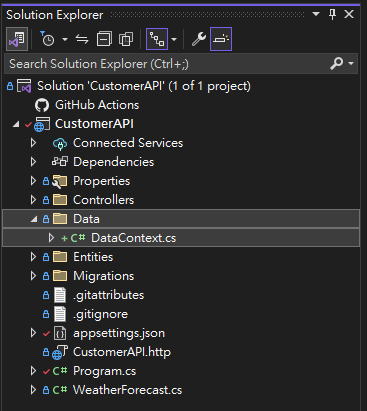 Solution Explorer
Search Solution Explorer (Ctrl+;)
Solution 'CustomerAPI' (1 of 1 project)
GitHub Actions
CustomerAPI
Connected Services
Dependencies
Properties
Controllers
Data
+ C# DataContext.cs
Entities
Migrations
.gitattributes
.gitignore
appsettings.json
CustomerAPI.http
C# Program.cs
C# WeatherForecast.cs